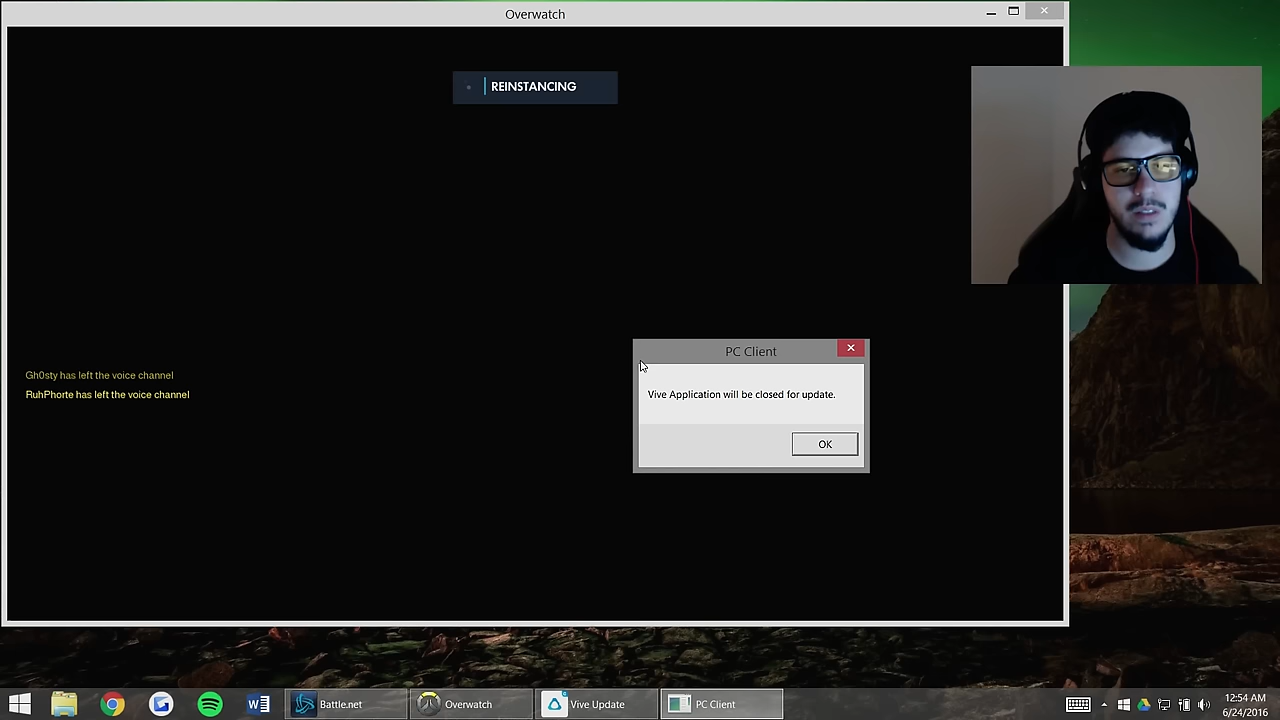 Overwatch
REINSTANCING
Gh0sty has left the voice channel
RuhPhorte has left the voice channel
PC Client
Vive Application will be closed for update.
OK
Battle.net
Overwatch
Vive Update
PC Client
12:54 AM
6/24/2016